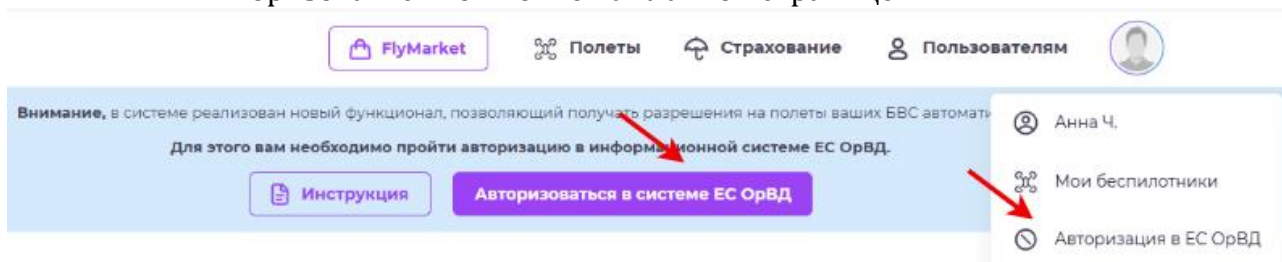 FlyMarket Полеты Страхование Пользователям
Внимание, в системе реализован новый функционал, позволяющий получать разрешения на полеты ваших БВС
Для этого вам необходимо пройти авторизацию в информационной системе ЕС ОрВД.
Инструкция Авторизоваться в системе ЕС ОрВД
Анна Ч.
Мои беспилотники
Авторизация в ЕС ОрВД